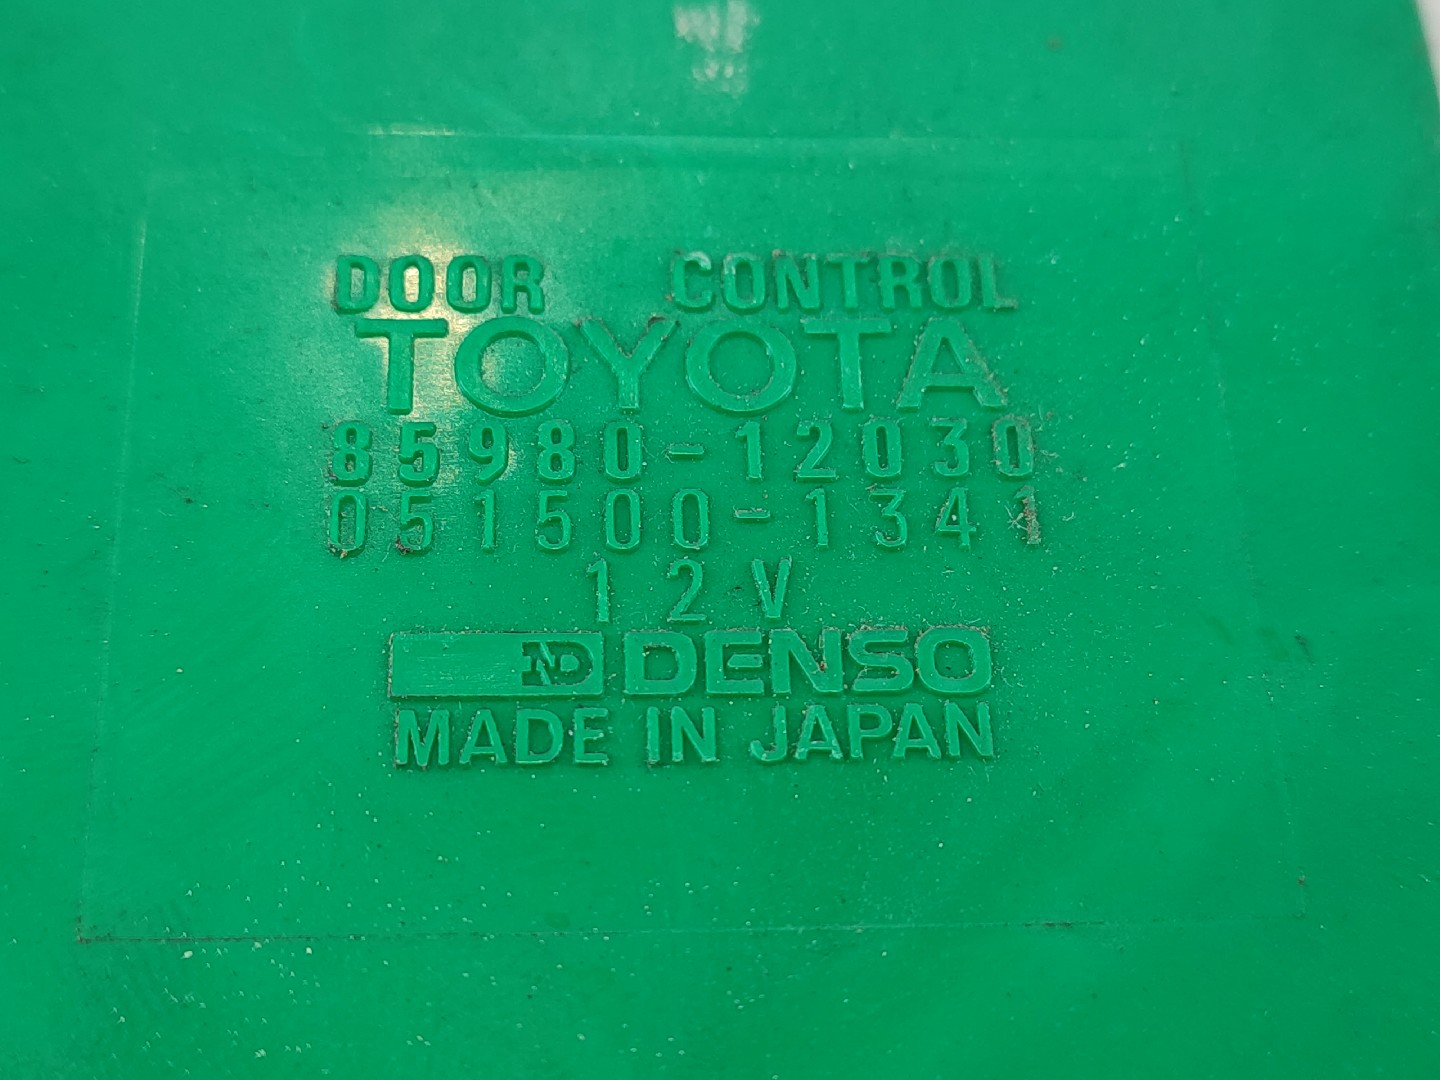 DOOR CONTROL
TOYOTA
85980-12030
051500-1341
12V
ND DENSO
MADE IN JAPAN